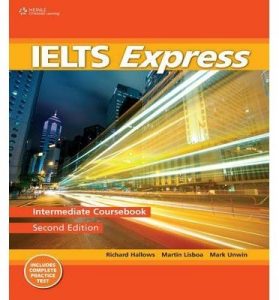 HEINLE
CENGAGE Learning
IELTS Express
Intermediate Coursebook
Second Edition
Richard Hallows Martin Lisboa Mark Unwin
INCLUDES
COMPLETE
PRACTICE
TEST